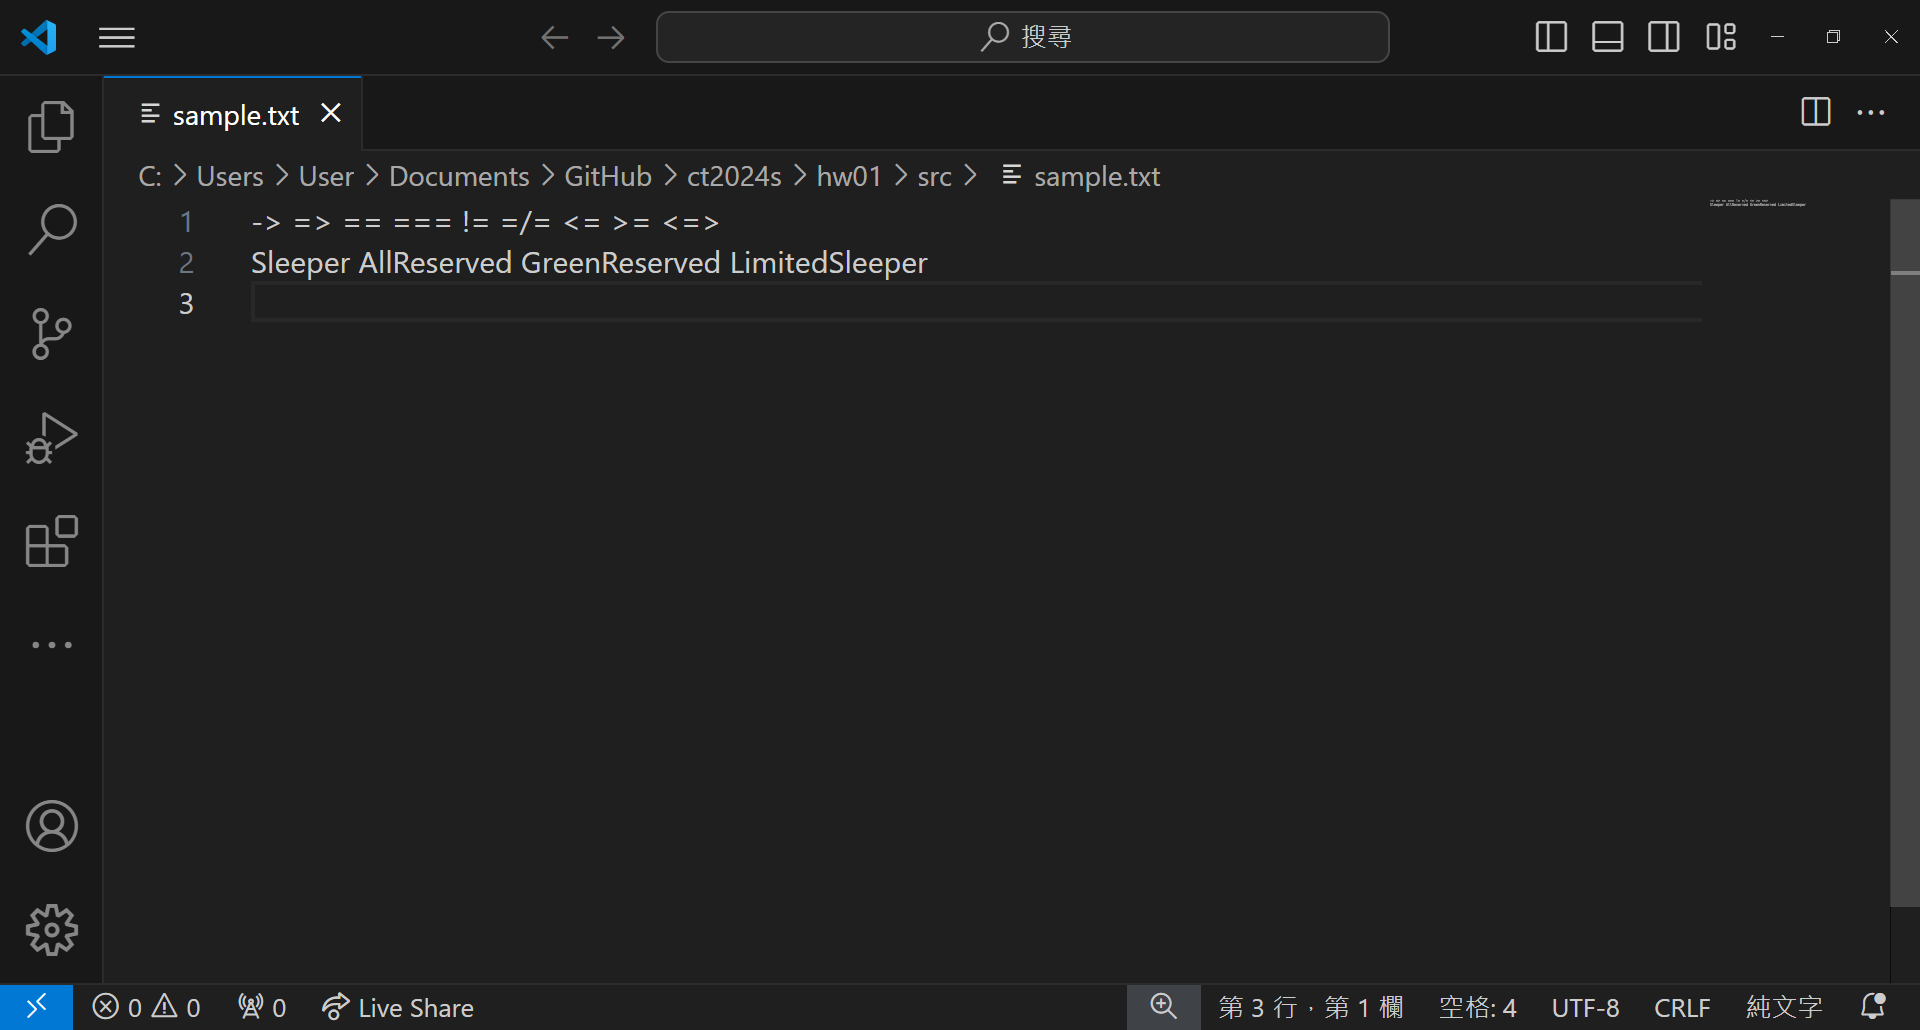 搜尋
sample.txt
C: > Users > User > Documents > GitHub > ct2024s > hw01 > src > sample.txt
1 -> => == === != =/= <= >= <=>
2 Sleeper AllReserved GreenReserved LimitedSleeper
3
0 0 0 Live Share 第 3 行，第 1 欄 空格: 4 UTF-8 CRLF 純文字